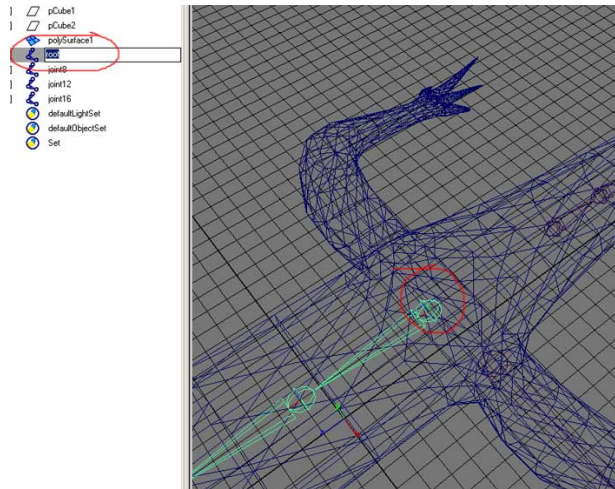 pCube1
pCube2
polySurface1
root
joint8
joint12
joint16
defaultLightSet
defaultObjectSet
Set